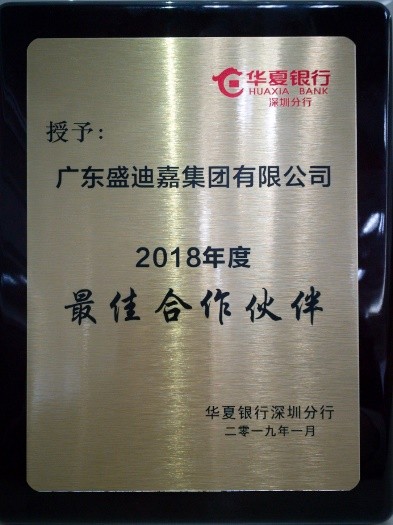 华夏银行
HUAXIA BANK
深圳分行
授予：
广东盛迪嘉集团有限公司
2018年度
最佳合作伙伴
华夏银行深圳分行
二零一九年一月